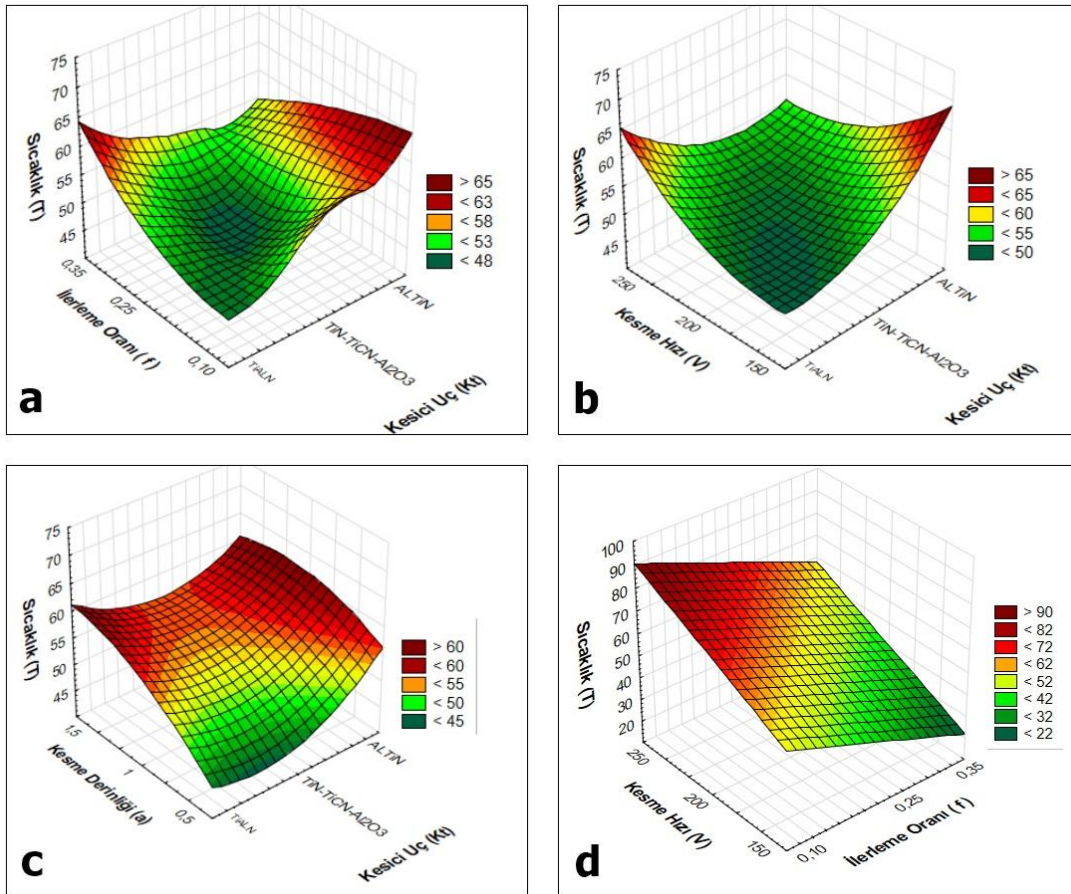 75
70
65
60
55
50
45
Sıcaklık (T)
0,35
0,25
0,10
İlerleme Oranı ( f )
TiALN
TiN-TiCN-Al2O3
ALTiN
Kesici Uç (Kt)
> 65
< 63
< 58
< 53
< 48
a
75
70
65
60
55
50
45
Sıcaklık (T)
250
200
150
Kesme Hızı (V)
TiALN
TiN-TiCN-Al2O3
ALTiN
Kesici Uç (Kt)
> 65
< 65
< 60
< 55
< 50
b
75
70
65
60
55
50
45
Sıcaklık (T)
1,5
1
0,5
Kesme Derinliği (a)
TiALN
TiN-TiCN-Al2O3
ALTiN
Kesici Uç (Kt)
> 60
< 60
< 55
< 50
< 45
c
100
90
80
70
60
50
40
30
20
Sıcaklık (T)
250
200
150
Kesme Hızı (V)
0,10
0,25
0,35
İlerleme Oranı ( f )
> 90
< 82
< 72
< 62
< 52
< 42
< 32
< 22
d